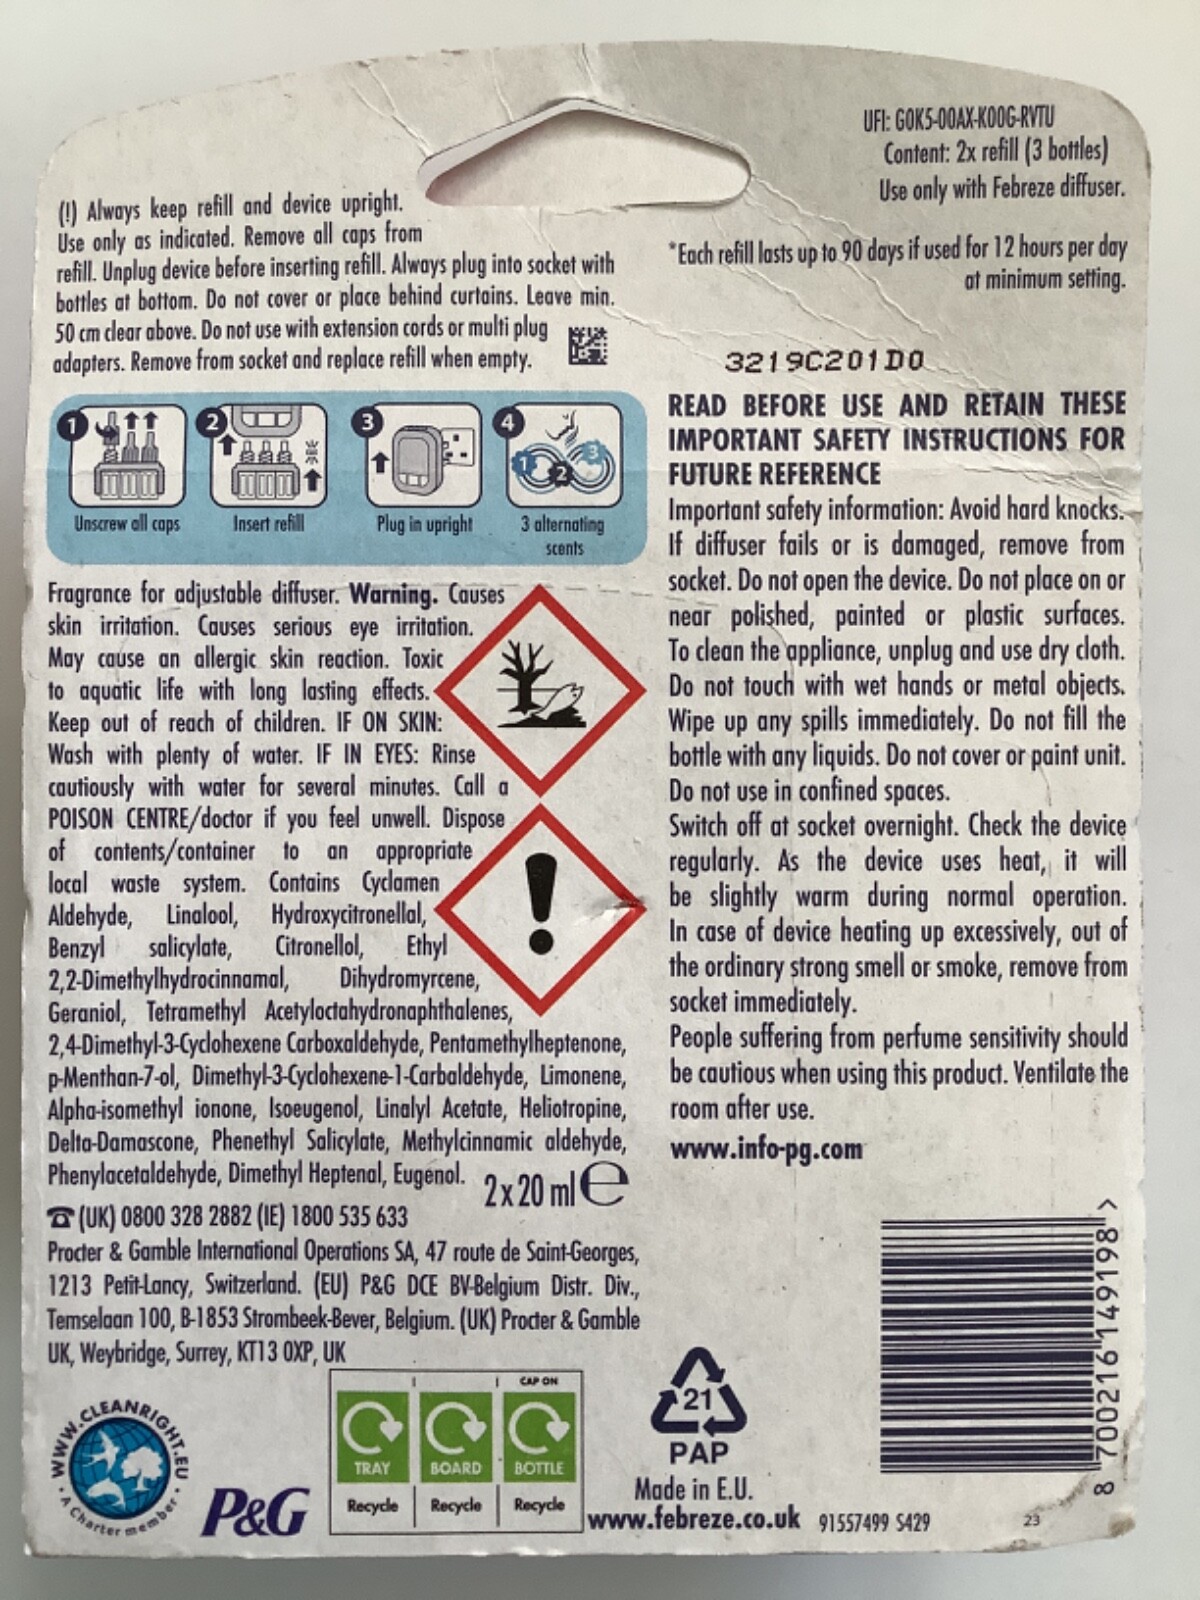 UFI: G0K5-00AX-K00G-RVTU
Content: 2x refill (3 bottles)
Use only with Febreze diffuser.
*Each refill lasts up to 90 days if used for 12 hours per day
at minimum setting.
(!) Always keep refill and device upright.
Use only as indicated. Remove all caps from
refill. Unplug device before inserting refill. Always plug into socket with
bottles at bottom. Do not cover or place behind curtains. Leave min.
50 cm clear above. Do not use with extension cords or multi plug
adapters. Remove from socket and replace refill when empty.
1 2 3 4
1 2 3
Unscrew all caps
Insert refill
Plug in upright
3 alternating
scents
Fragrance for adjustable diffuser. Warning. Causes
skin irritation. Causes serious eye irritation.
May cause an allergic skin reaction. Toxic
to aquatic life with long lasting effects.
Keep out of reach of children. IF ON SKIN:
Wash with plenty of water. IF IN EYES: Rinse
cautiously with water for several minutes. Call a
POISON CENTRE/doctor if you feel unwell. Dispose
of contents/container to an appropriate
local waste system. Contains Cyclamen
Aldehyde, Linalool, Hydroxycitronellal,
Benzyl salicylate, Citronellol, Ethyl
2,2-Dimethylhydrocinnamal, Dihydromyrcene,
Geraniol, Tetramethyl Acetyloctahydronaphthalenes,
2,4-Dimethyl-3-Cyclohexene Carboxaldehyde, Pentamethylheptenone,
p-Menthan-7-ol, Dimethyl-3-Cyclohexene-1-Carbaldehyde, Limonene,
Alpha-isomethyl ionone, Isoeugenol, Linalyl Acetate, Heliotropine,
Delta-Damascone, Phenethyl Salicylate, Methylcinnamic aldehyde,
Phenylacetaldehyde, Dimethyl Heptenal, Eugenol.
2 x 20 ml ℮
☎ (UK) 0800 328 2882 (IE) 1800 535 633
Procter & Gamble International Operations SA, 47 route de Saint-Georges,
1213 Petit-Lancy, Switzerland. (EU) P&G DCE BV-Belgium Distr. Div.,
Temselaan 100, B-1853 Strombeek-Bever, Belgium. (UK) Procter & Gamble
UK, Weybridge, Surrey, KT13 0XP, UK
3219C201D0
READ BEFORE USE AND RETAIN THESE
IMPORTANT SAFETY INSTRUCTIONS FOR
FUTURE REFERENCE
Important safety information: Avoid hard knocks.
If diffuser fails or is damaged, remove from
socket. Do not open the device. Do not place on or
near polished, painted or plastic surfaces.
To clean the appliance, unplug and use dry cloth.
Do not touch with wet hands or metal objects.
Wipe up any spills immediately. Do not fill the
bottle with any liquids. Do not cover or paint unit.
Do not use in confined spaces.
Switch off at socket overnight. Check the device
regularly. As the device uses heat, it will
be slightly warm during normal operation.
In case of device heating up excessively, out of
the ordinary strong smell or smoke, remove from
socket immediately.
People suffering from perfume sensitivity should
be cautious when using this product. Ventilate the
room after use.
www.info-pg.com
8 700216 149198 >
WWW.CLEANRIGHT.EU
A Charter member
P&G
CAP ON
TRAY BOARD BOTTLE
Recycle Recycle Recycle
21
PAP
Made in E.U.
www.febreze.co.uk
91557499 S429
23